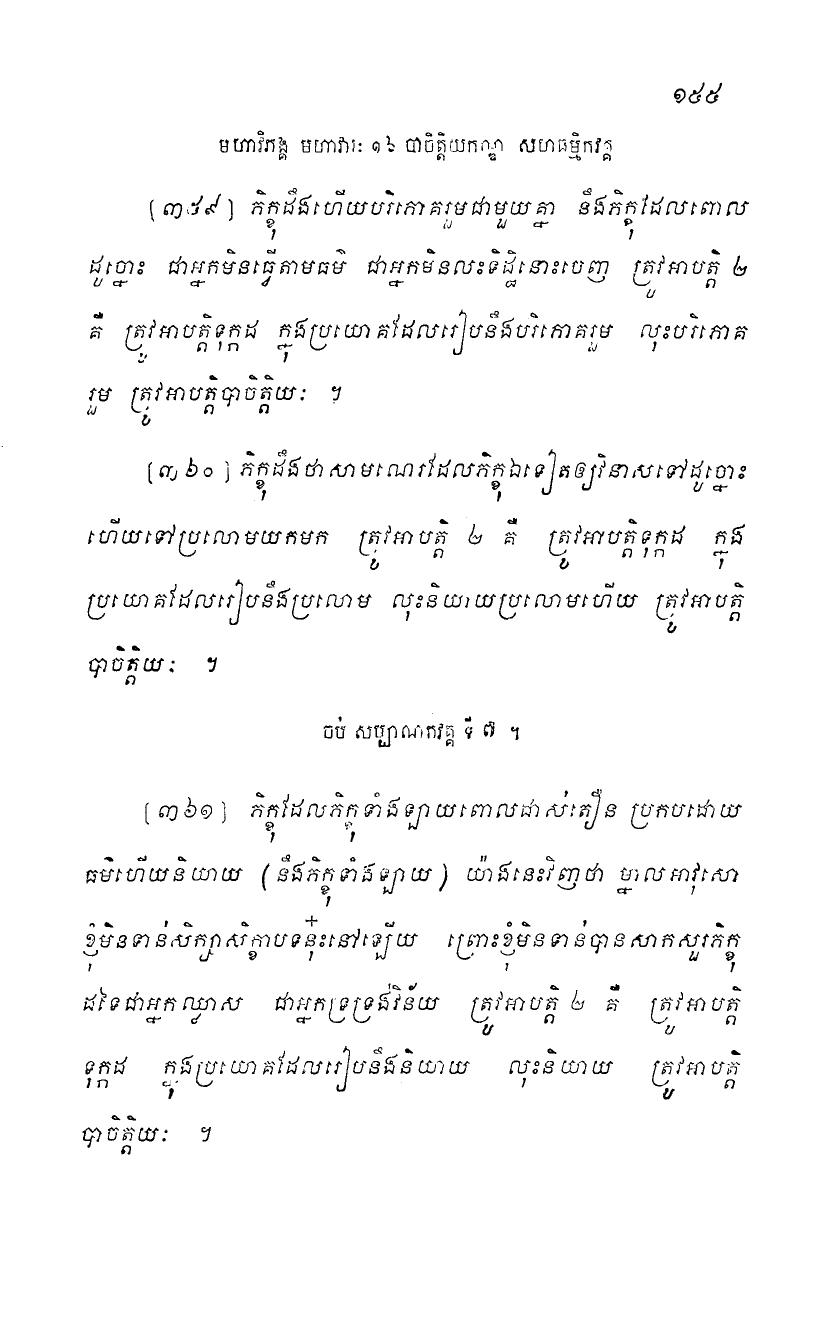 ១៥៥
មហាវិភង្គ មហាវារៈ ១៦ បាចិត្តិយកណ្ឌ សហធម្មិកវគ្គ
[៣៥៩] ភិក្ខុដឹងហើយបរិភោគរួមជាមួយគ្នា នឹងភិក្ខុដែលពោល
ដូច្នោះ ជាអ្នកមិនធ្វើតាមធម៌ ជាអ្នកមិនលះទិដ្ឋិនោះចេញ ត្រូវអាបត្តិ ២
គឺ ត្រូវអាបត្តិទុក្កដ ក្នុងប្រយោគដែលរៀបនឹងបរិភោគរួម លុះបរិភោគ
រួម ត្រូវអាបត្តិបាចិត្តិយៈ ។
[៣៦០] ភិក្ខុដឹងថាសាមណេរដែលភិក្ខុឯទៀតឲ្យវិនាសទៅដូច្នោះ
ហើយទៅប្រលោមយកមក ត្រូវអាបត្តិ ២ គឺ ត្រូវអាបត្តិទុក្កដ ក្នុង
ប្រយោគដែលរៀបនឹងប្រលោម លុះនិយាយប្រលោមហើយ ត្រូវអាបត្តិ
បាចិត្តិយៈ ។
ចប់ សប្បាណកវគ្គ ទី ៧ ។
[៣៦១] ភិក្ខុដែលភិក្ខុទាំងឡាយពោលដាស់តឿន ប្រកបដោយ
ធម៌ហើយនិយាយ (នឹងភិក្ខុទាំងឡាយ) យ៉ាងនេះវិញថា ម្នាលអាវុសោ
ខ្ញុំមិនទាន់សិក្សាសិក្ខាបទនុ៎ះនៅឡើយ ព្រោះខ្ញុំមិនទាន់បានសាកសួរភិក្ខុ
ដទៃជាអ្នកឈ្លាស ជាអ្នកទ្រទ្រង់វិន័យ ត្រូវអាបត្តិ ២ គឺ ត្រូវអាបត្តិ
ទុក្កដ ក្នុងប្រយោគដែលរៀបនឹងនិយាយ លុះនិយាយ ត្រូវអាបត្តិ
បាចិត្តិយៈ ។